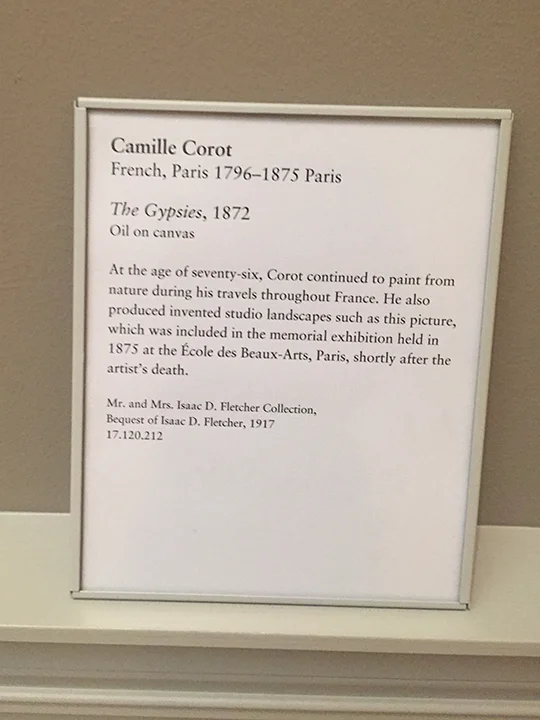 Camille Corot
French, Paris 1796–1875 Paris
The Gypsies, 1872
Oil on canvas
At the age of seventy-six, Corot continued to paint from
nature during his travels throughout France. He also
produced invented studio landscapes such as this picture,
which was included in the memorial exhibition held in
1875 at the École des Beaux-Arts, Paris, shortly after the
artist's death.
Mr. and Mrs. Isaac D. Fletcher Collection,
Bequest of Isaac D. Fletcher, 1917
17.120.212